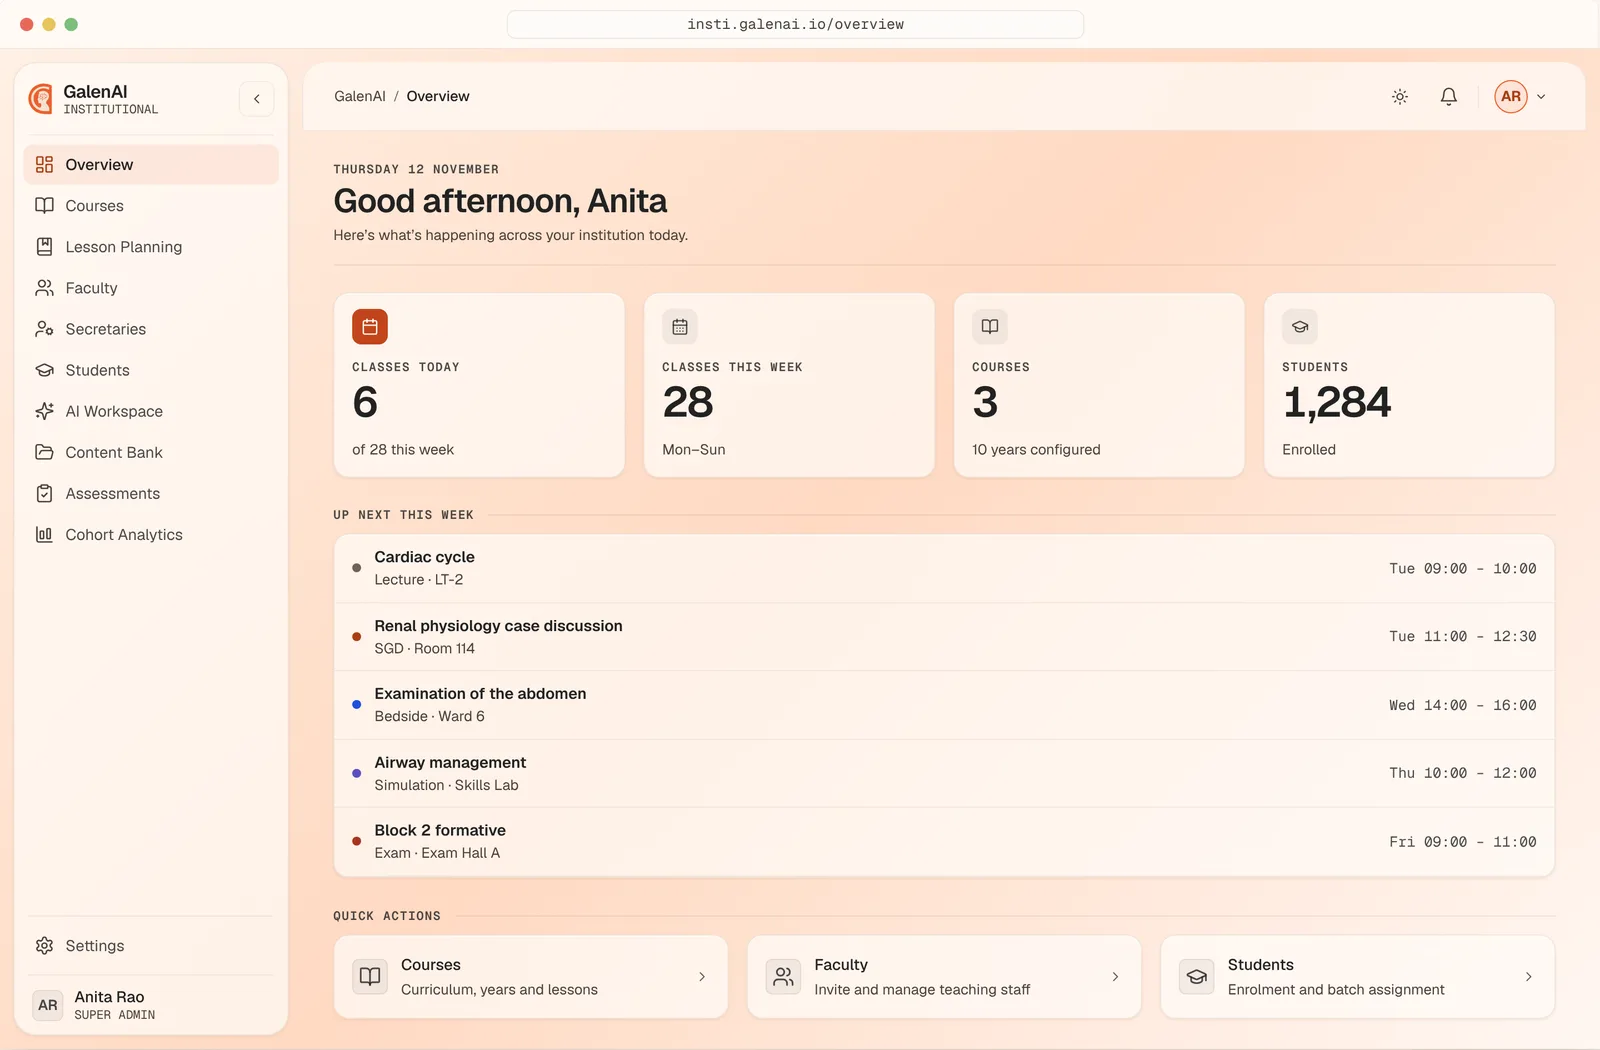 insti.galenai.io/overview
GalenAI
INSTITUTIONAL
Overview
Courses
Lesson Planning
Faculty
Secretaries
Students
AI Workspace
Content Bank
Assessments
Cohort Analytics
Settings
AR
Anita Rao
SUPER ADMIN
GalenAI / Overview
AR
THURSDAY 12 NOVEMBER
Good afternoon, Anita
Here's what's happening across your institution today.
CLASSES TODAY
6
of 28 this week
CLASSES THIS WEEK
28
Mon–Sun
COURSES
3
10 years configured
STUDENTS
1,284
Enrolled
UP NEXT THIS WEEK
Cardiac cycle
Lecture · LT-2
Tue 09:00 – 10:00
Renal physiology case discussion
SGD · Room 114
Tue 11:00 – 12:30
Examination of the abdomen
Bedside · Ward 6
Wed 14:00 – 16:00
Airway management
Simulation · Skills Lab
Thu 10:00 – 12:00
Block 2 formative
Exam · Exam Hall A
Fri 09:00 – 11:00
QUICK ACTIONS
Courses
Curriculum, years and lessons
Faculty
Invite and manage teaching staff
Students
Enrolment and batch assignment